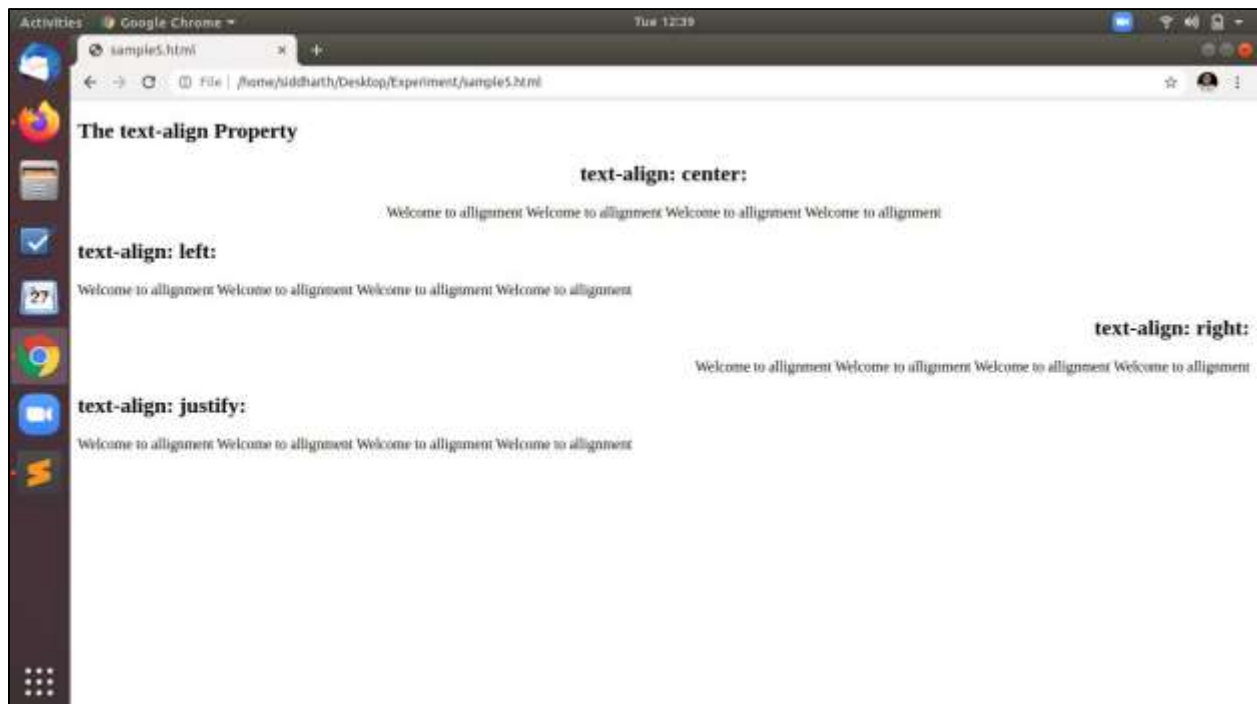 Activities Google Chrome Tue 12:39
sample5.html
File /home/siddharth/Desktop/Experiment/sample5.html
The text-align Property
text-align: center:
Welcome to allignment Welcome to allignment Welcome to allignment Welcome to allignment
text-align: left:
Welcome to allignment Welcome to allignment Welcome to allignment Welcome to allignment
27
text-align: right:
Welcome to allignment Welcome to allignment Welcome to allignment Welcome to allignment
text-align: justify:
Welcome to allignment Welcome to allignment Welcome to allignment Welcome to allignment